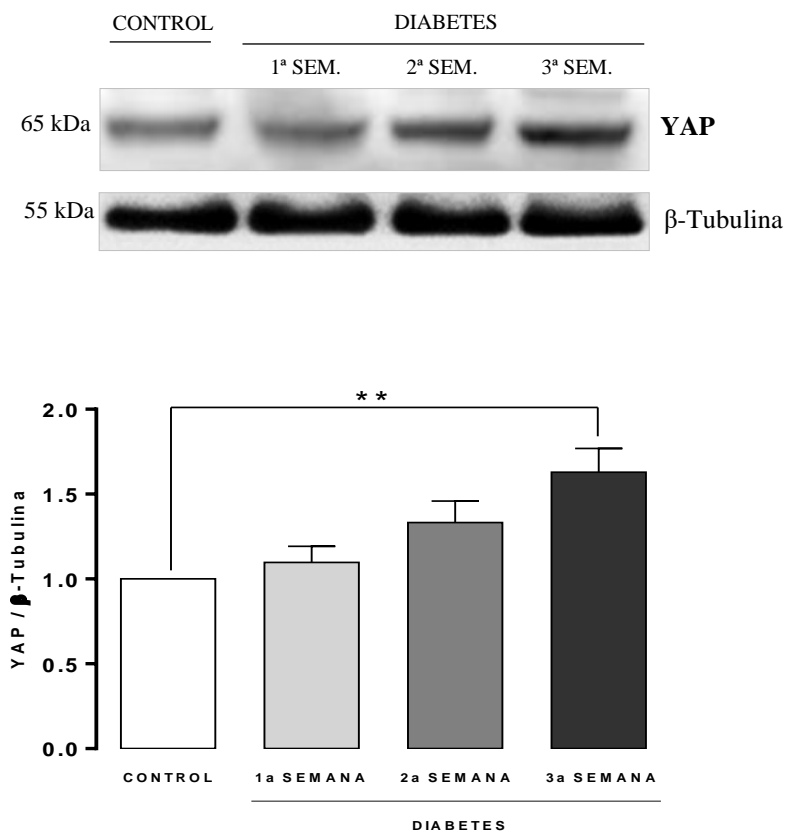 CONTROL DIABETES
1ª SEM. 2ª SEM. 3ª SEM.
65 kDa YAP
55 kDa β-Tubulina
**
2.0
1.5
1.0
0.5
0.0
YAP / β-Tubulina
CONTROL 1a SEMANA 2a SEMANA 3a SEMANA
DIABETES